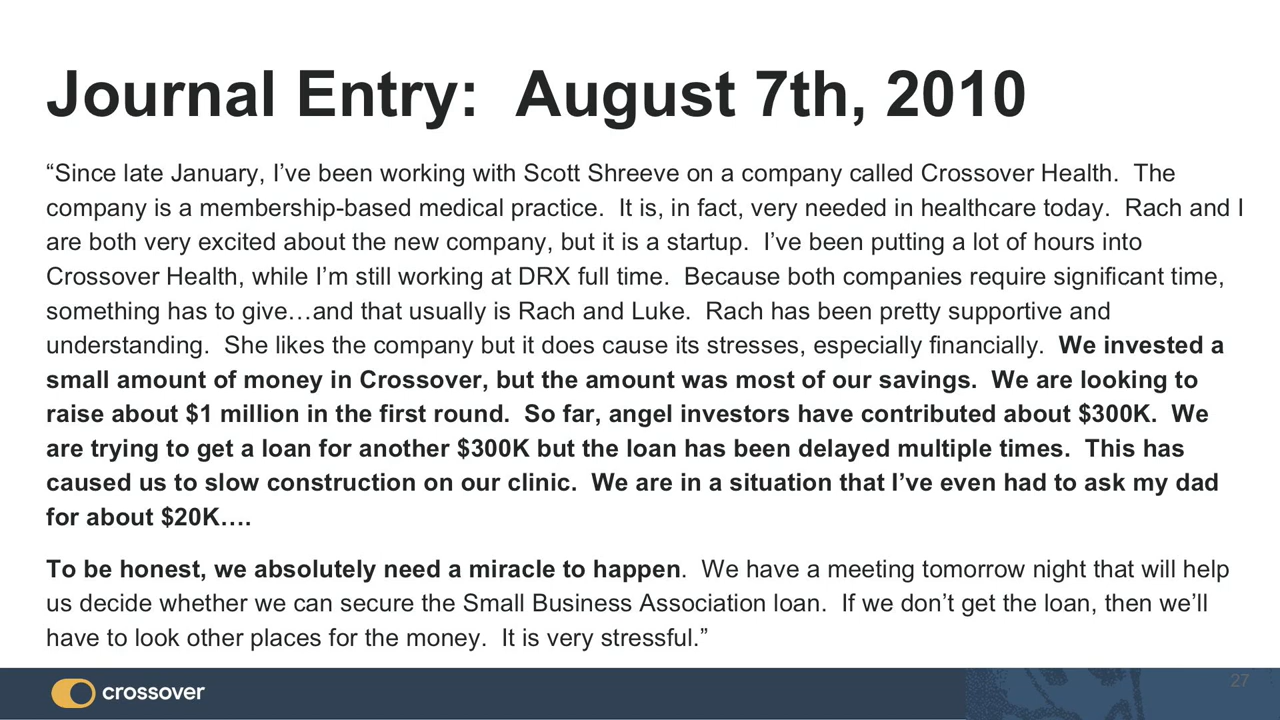 Journal Entry:  August 7th, 2010
“Since late January, I’ve been working with Scott Shreeve on a company called Crossover Health.  The
company is a membership-based medical practice.  It is, in fact, very needed in healthcare today.  Rach and I
are both very excited about the new company, but it is a startup.  I’ve been putting a lot of hours into
Crossover Health, while I’m still working at DRX full time.  Because both companies require significant time,
something has to give…and that usually is Rach and Luke.  Rach has been pretty supportive and
understanding.  She likes the company but it does cause its stresses, especially financially.  We invested a
small amount of money in Crossover, but the amount was most of our savings.  We are looking to
raise about $1 million in the first round.  So far, angel investors have contributed about $300K.  We
are trying to get a loan for another $300K but the loan has been delayed multiple times.  This has
caused us to slow construction on our clinic.  We are in a situation that I’ve even had to ask my dad
for about $20K….
To be honest, we absolutely need a miracle to happen.  We have a meeting tomorrow night that will help
us decide whether we can secure the Small Business Association loan.  If we don’t get the loan, then we’ll
have to look other places for the money.  It is very stressful.”
crossover
27